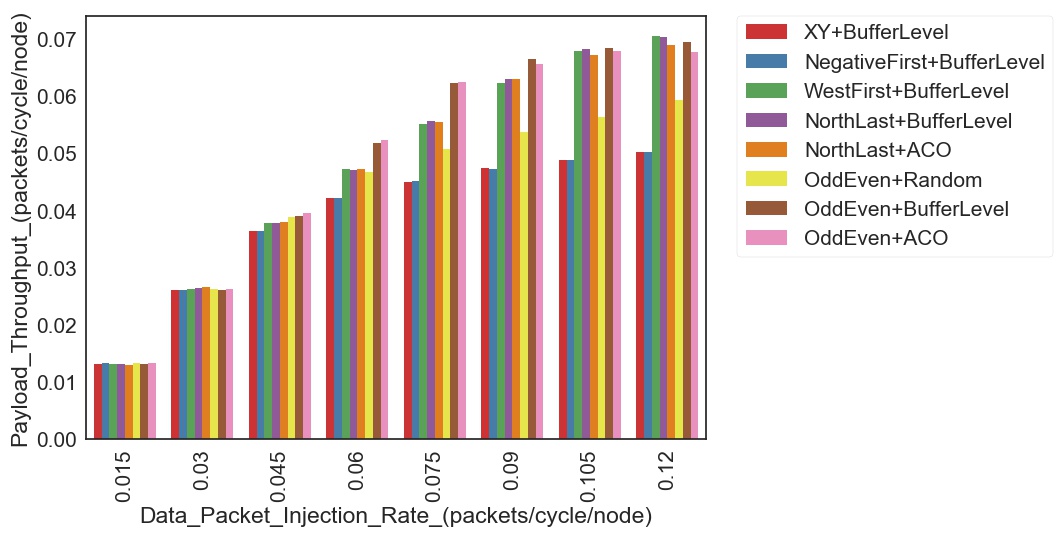 Payload_Throughput_(packets/cycle/node)
0.07
0.06
0.05
0.04
0.03
0.02
0.01
0.00
0.015
0.03
0.045
0.06
0.075
0.09
0.105
0.12
Data_Packet_Injection_Rate_(packets/cycle/node)
XY+BufferLevel
NegativeFirst+BufferLevel
WestFirst+BufferLevel
NorthLast+BufferLevel
NorthLast+ACO
OddEven+Random
OddEven+BufferLevel
OddEven+ACO